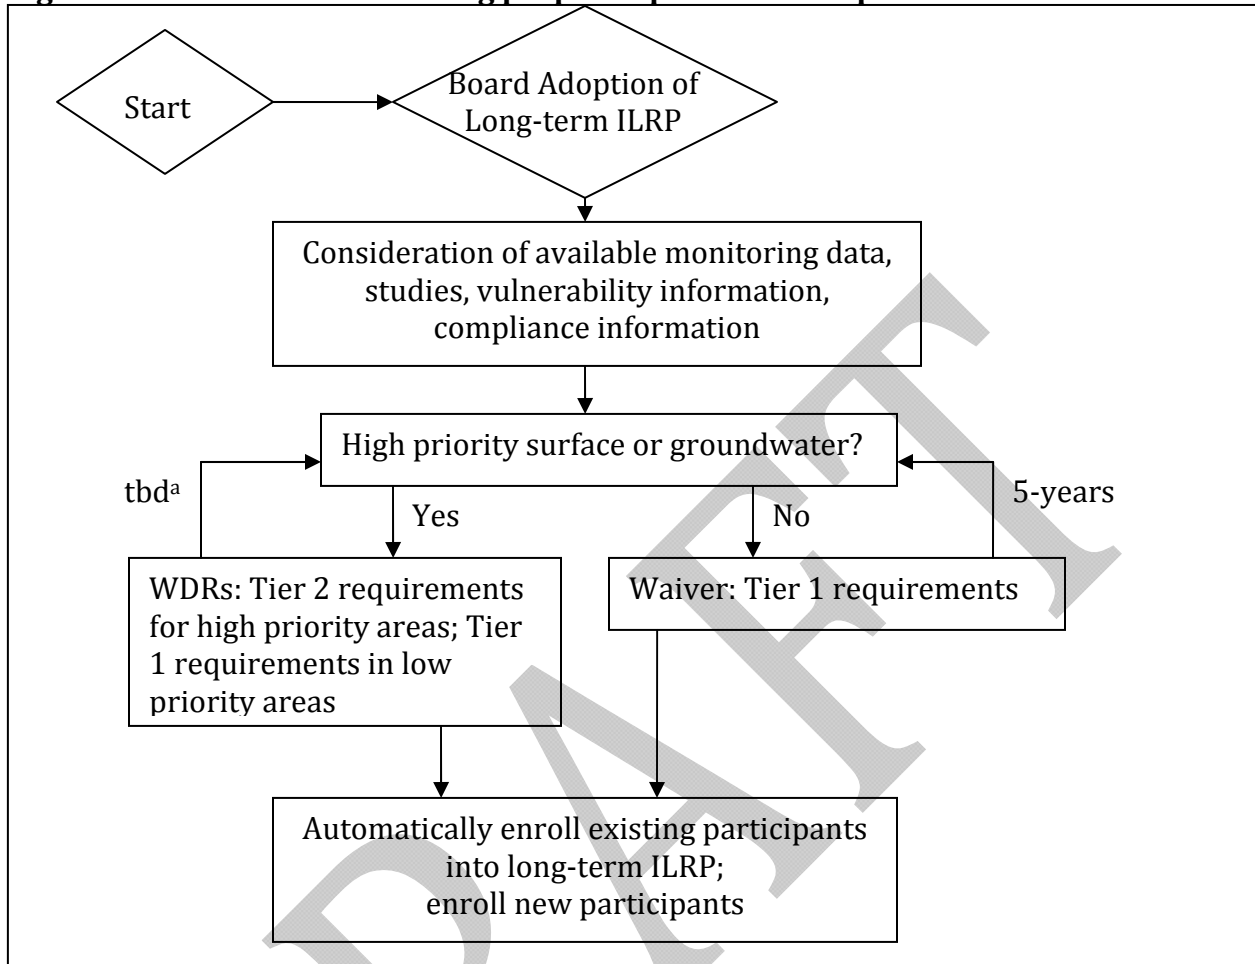 Start
Board Adoption of
Long-term ILRP
Consideration of available monitoring data,
studies, vulnerability information,
compliance information
High priority surface or groundwater?
tbdᵃ
Yes
No
5-years
WDRs: Tier 2 requirements
for high priority areas; Tier
1 requirements in low
priority areas
Waiver: Tier 1 requirements
Automatically enroll existing participants
into long-term ILRP;
enroll new participants
DRAFT